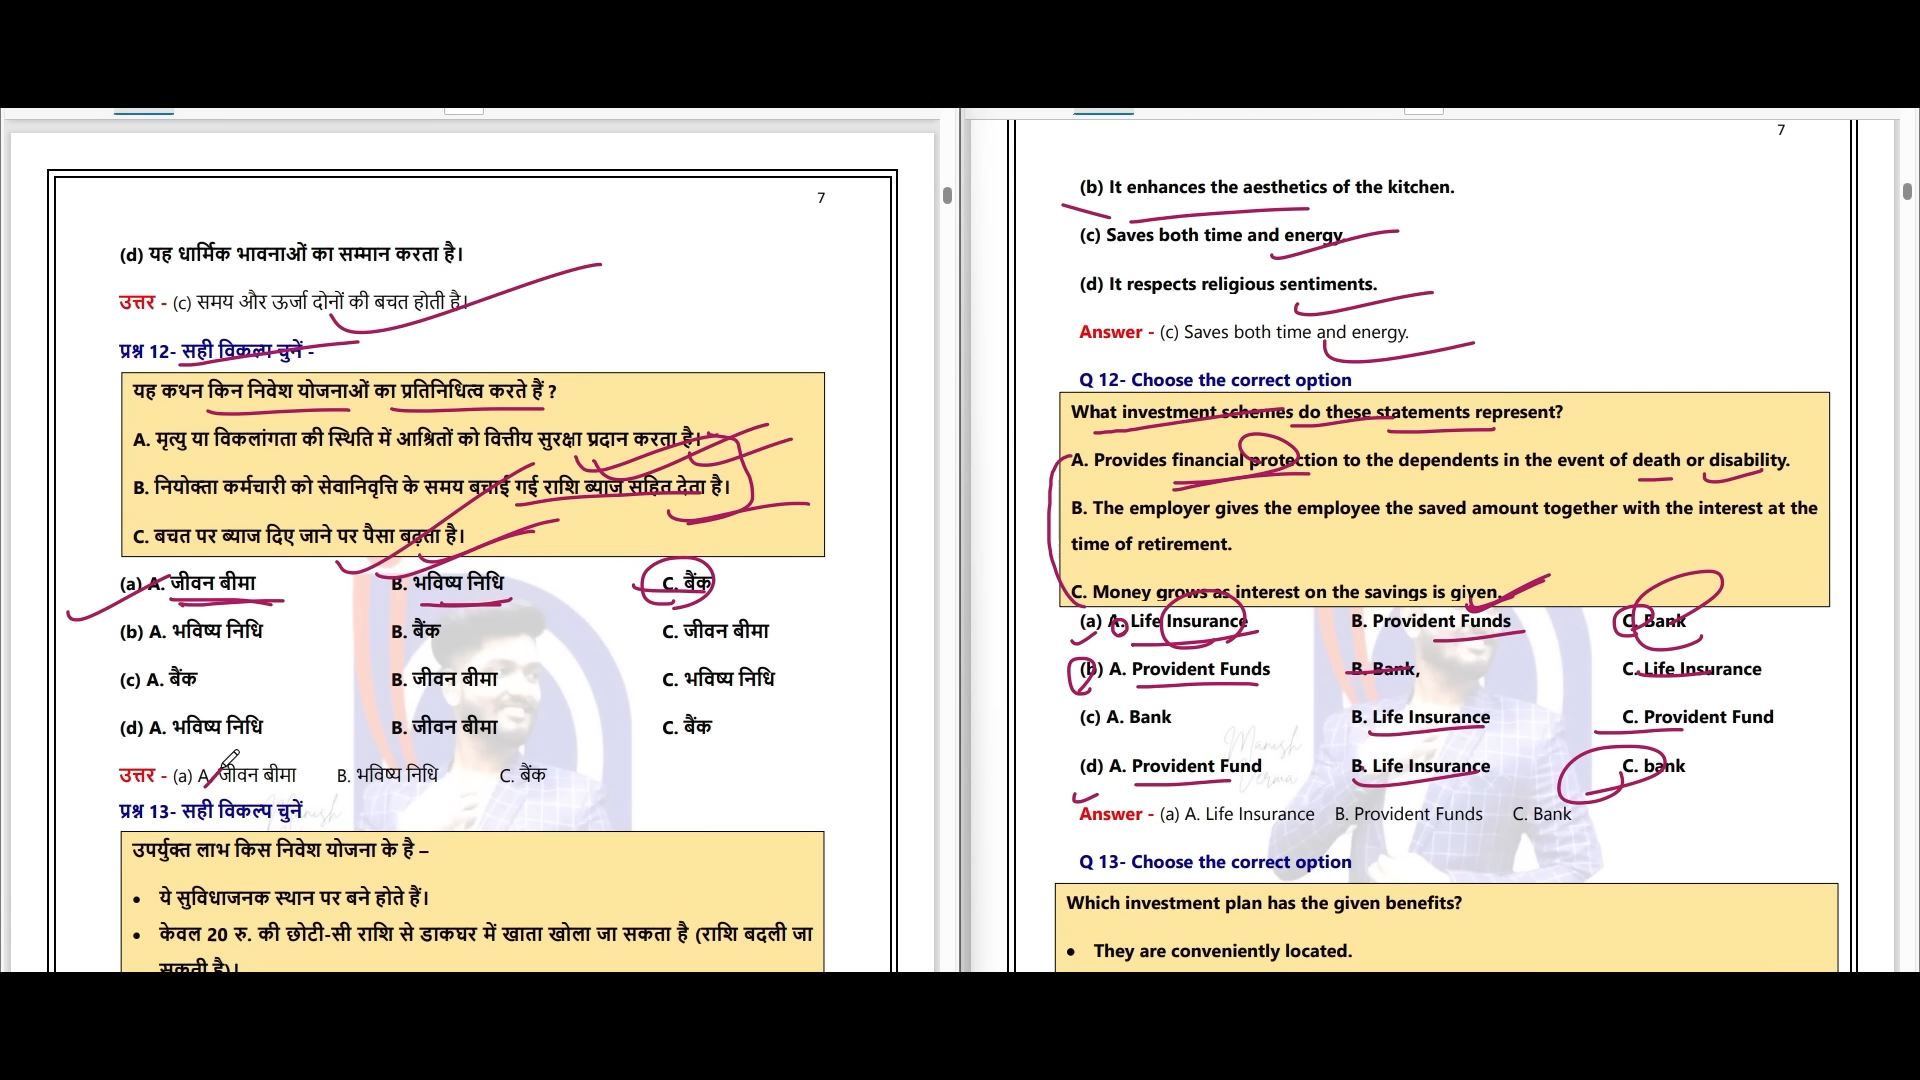 7
(d) यह धार्मिक भावनाओं का सम्मान करता है।
उत्तर - (c) समय और ऊर्जा दोनों की बचत होती है।
प्रश्न 12- सही विकल्प चुनें -
यह कथन किन निवेश योजनाओं का प्रतिनिधित्व करते हैं ?
A. मृत्यु या विकलांगता की स्थिति में आश्रितों को वित्तीय सुरक्षा प्रदान करता है।
B. नियोक्ता कर्मचारी को सेवानिवृत्ति के समय बचाई गई राशि ब्याज सहित देता है।
C. बचत पर ब्याज दिए जाने पर पैसा बढ़ता है।
(a) A. जीवन बीमा B. भविष्य निधि C. बैंक
(b) A. भविष्य निधि B. बैंक C. जीवन बीमा
(c) A. बैंक B. जीवन बीमा C. भविष्य निधि
(d) A. भविष्य निधि B. जीवन बीमा C. बैंक
उत्तर - (a) A. जीवन बीमा B. भविष्य निधि C. बैंक
प्रश्न 13- सही विकल्प चुनें
उपर्युक्त लाभ किस निवेश योजना के है –
• ये सुविधाजनक स्थान पर बने होते हैं।
• केवल 20 रु. की छोटी-सी राशि से डाकघर में खाता खोला जा सकता है (राशि बदली जा
सकती है)।
7
(b) It enhances the aesthetics of the kitchen.
(c) Saves both time and energy.
(d) It respects religious sentiments.
Answer - (c) Saves both time and energy.
Q 12- Choose the correct option
What investment schemes do these statements represent?
A. Provides financial protection to the dependents in the event of death or disability.
B. The employer gives the employee the saved amount together with the interest at the
time of retirement.
C. Money grows as interest on the savings is given.
(a) A. Life Insurance B. Provident Funds C. Bank
(b) A. Provident Funds B. Bank, C. Life Insurance
(c) A. Bank B. Life Insurance C. Provident Fund
Manish
(d) A. Provident Fund B. Life Insurance C. bank
Verma
Answer - (a) A. Life Insurance B. Provident Funds C. Bank
Q 13- Choose the correct option
Which investment plan has the given benefits?
• They are conveniently located.